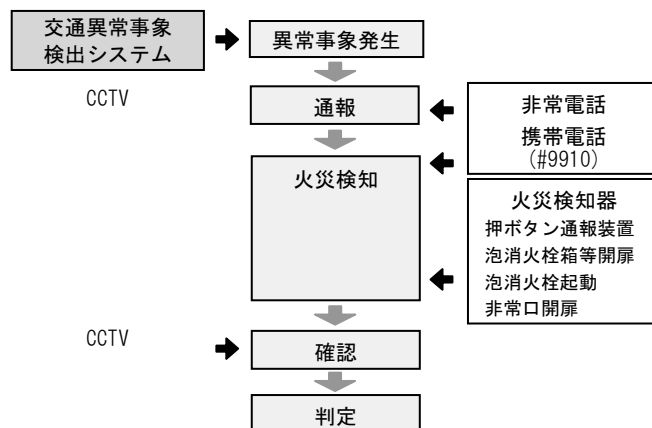 交通異常事象
検出システム
異常事象発生
CCTV
通報
非常電話
携帯電話
(#9910)
火災検知
火災検知器
押ボタン通報装置
泡消火栓箱等開扉
泡消火栓起動
非常口開扉
CCTV
確認
判定